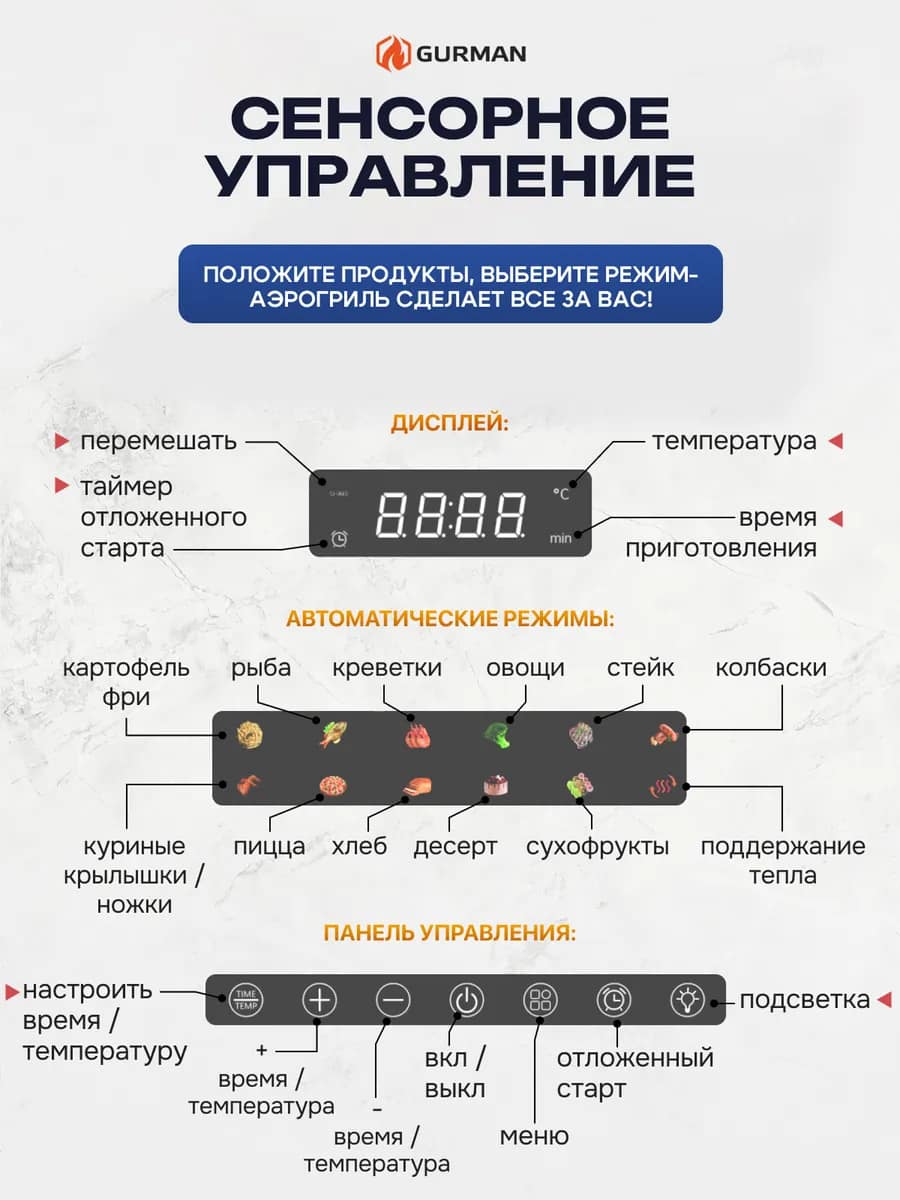 GURMAN
СЕНСОРНОЕ
УПРАВЛЕНИЕ
ПОЛОЖИТЕ ПРОДУКТЫ, ВЫБЕРИТЕ РЕЖИМ-
АЭРОГРИЛЬ СДЕЛАЕТ ВСЕ ЗА ВАС!
ДИСПЛЕЙ:
перемешать
таймер
отложенного
старта
88:88
°C
min
температура
время
приготовления
АВТОМАТИЧЕСКИЕ РЕЖИМЫ:
картофель
фри
рыба
креветки
овощи
стейк
колбаски
куриные
крылышки /
ножки
пицца
хлеб
десерт
сухофрукты
поддержание
тепла
ПАНЕЛЬ УПРАВЛЕНИЯ:
настроить
время /
температуру
TIME
TEMP
+
время /
температура
-
время /
температура
вкл /
выкл
меню
отложенный
старт
подсветка